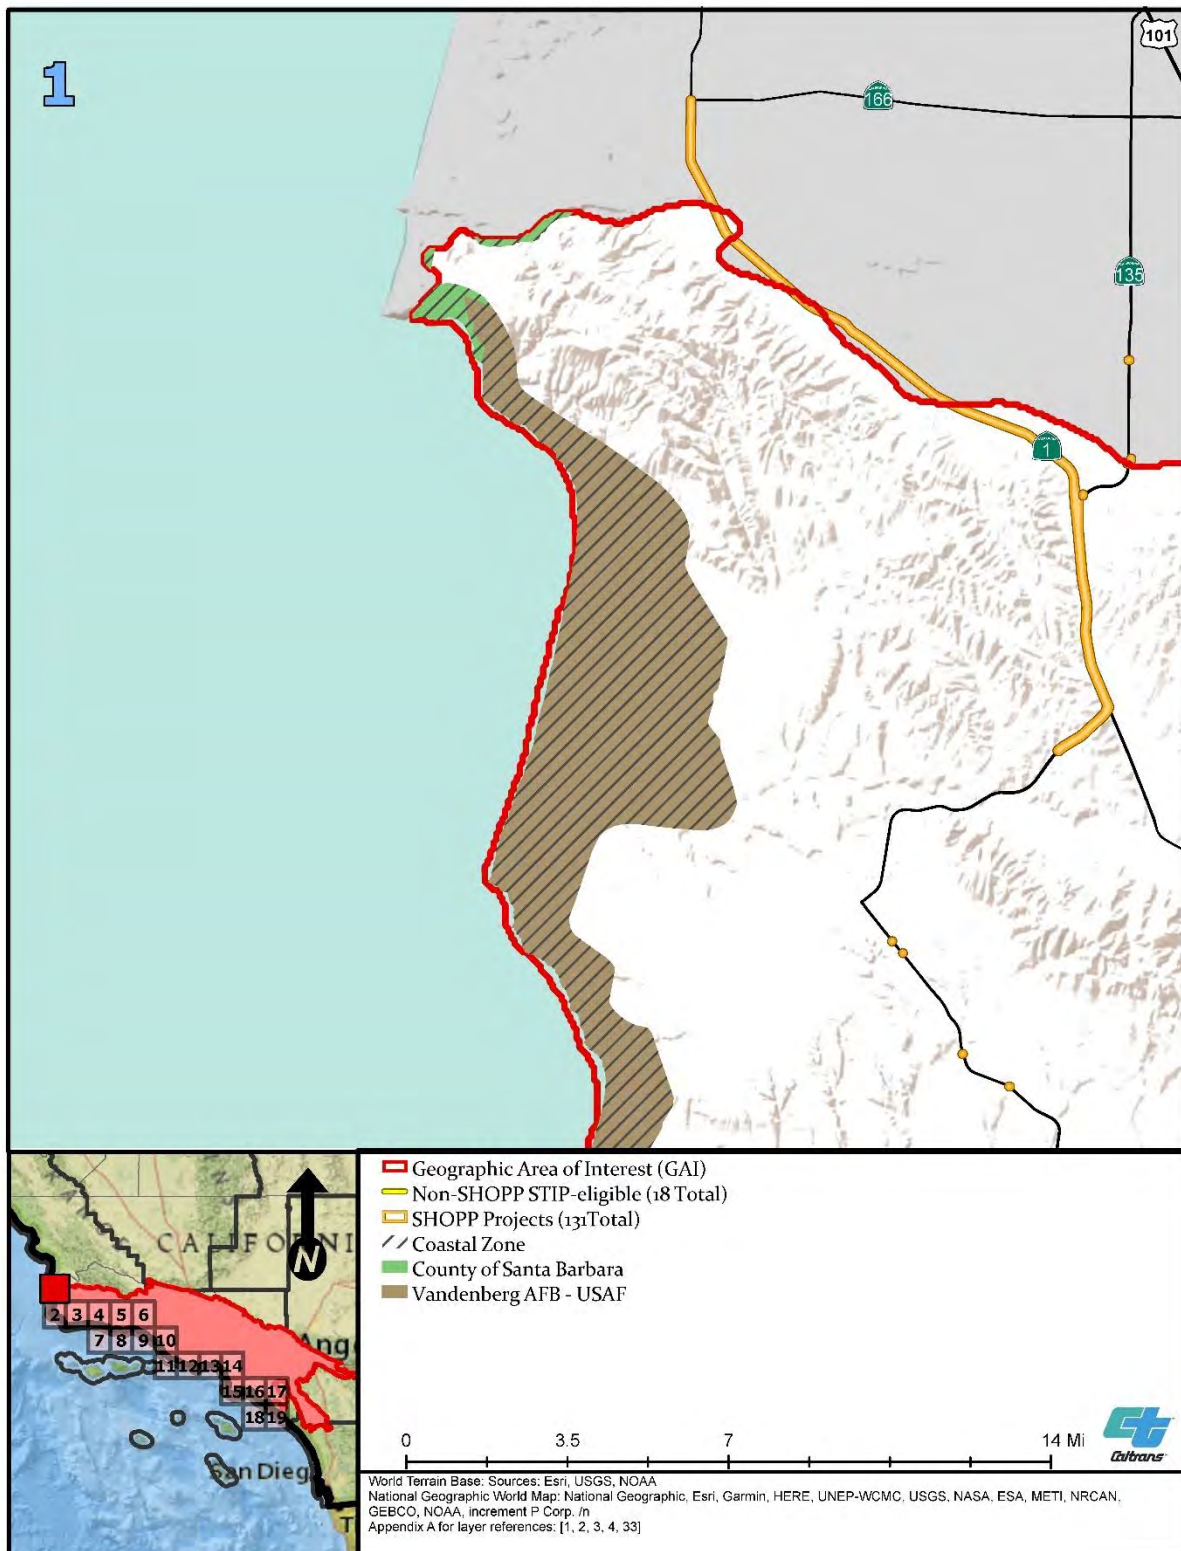 1
101
166
135
1
Geographic Area of Interest (GAI)
Non-SHOPP STIP-eligible (18 Total)
SHOPP Projects (131Total)
Coastal Zone
County of Santa Barbara
Vandenberg AFB - USAF
CALIFORNI
N
2 3 4 5 6
7 8 9 10
Ang
11 12 13 14
15 16 17
18 19
San Dieg
T
0 3.5 7 14 Mi
Caltrans
World Terrain Base: Sources: Esri, USGS, NOAA
National Geographic World Map: National Geographic, Esri, Garmin, HERE, UNEP-WCMC, USGS, NASA, ESA, METI, NRCAN,
GEBCO, NOAA, increment P Corp. /n
Appendix A for layer references: [1, 2, 3, 4, 33]